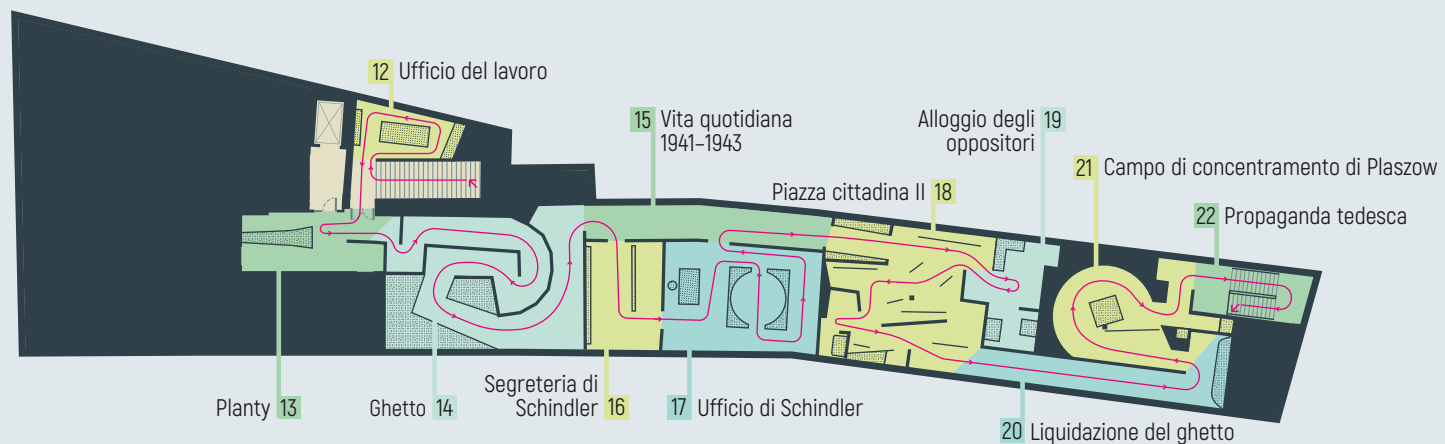 12 Ufficio del lavoro
15 Vita quotidiana
1941–1943
Alloggio degli 19
oppositori
21 Campo di concentramento di Plaszow
Piazza cittadina II 18
22 Propaganda tedesca
Planty 13
Ghetto 14
Segreteria di
Schindler 16
17 Ufficio di Schindler
20 Liquidazione del ghetto